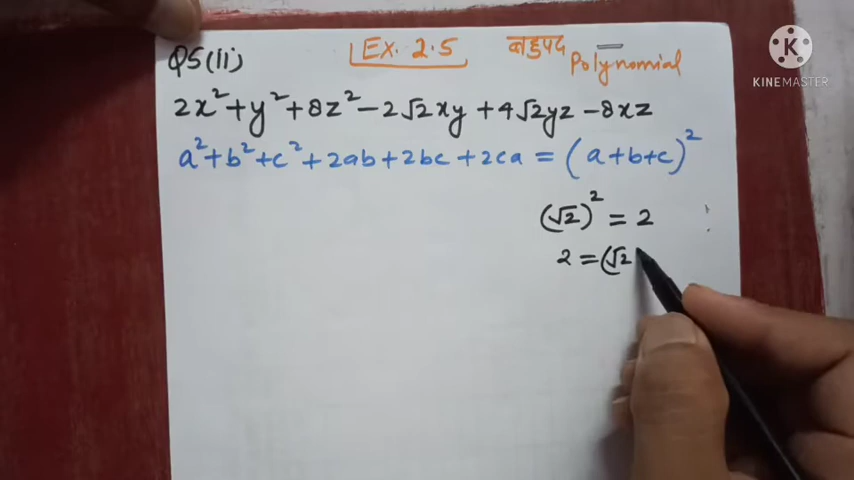 Q5(ii) Ex. 2.5 बहुपद Polynomial
2x² + y² + 8z² - 2√2xy + 4√2yz - 8xz
a² + b² + c² + 2ab + 2bc + 2ca = (a+b+c)²
(√2)² = 2
2 = (√2
K
KINEMASTER